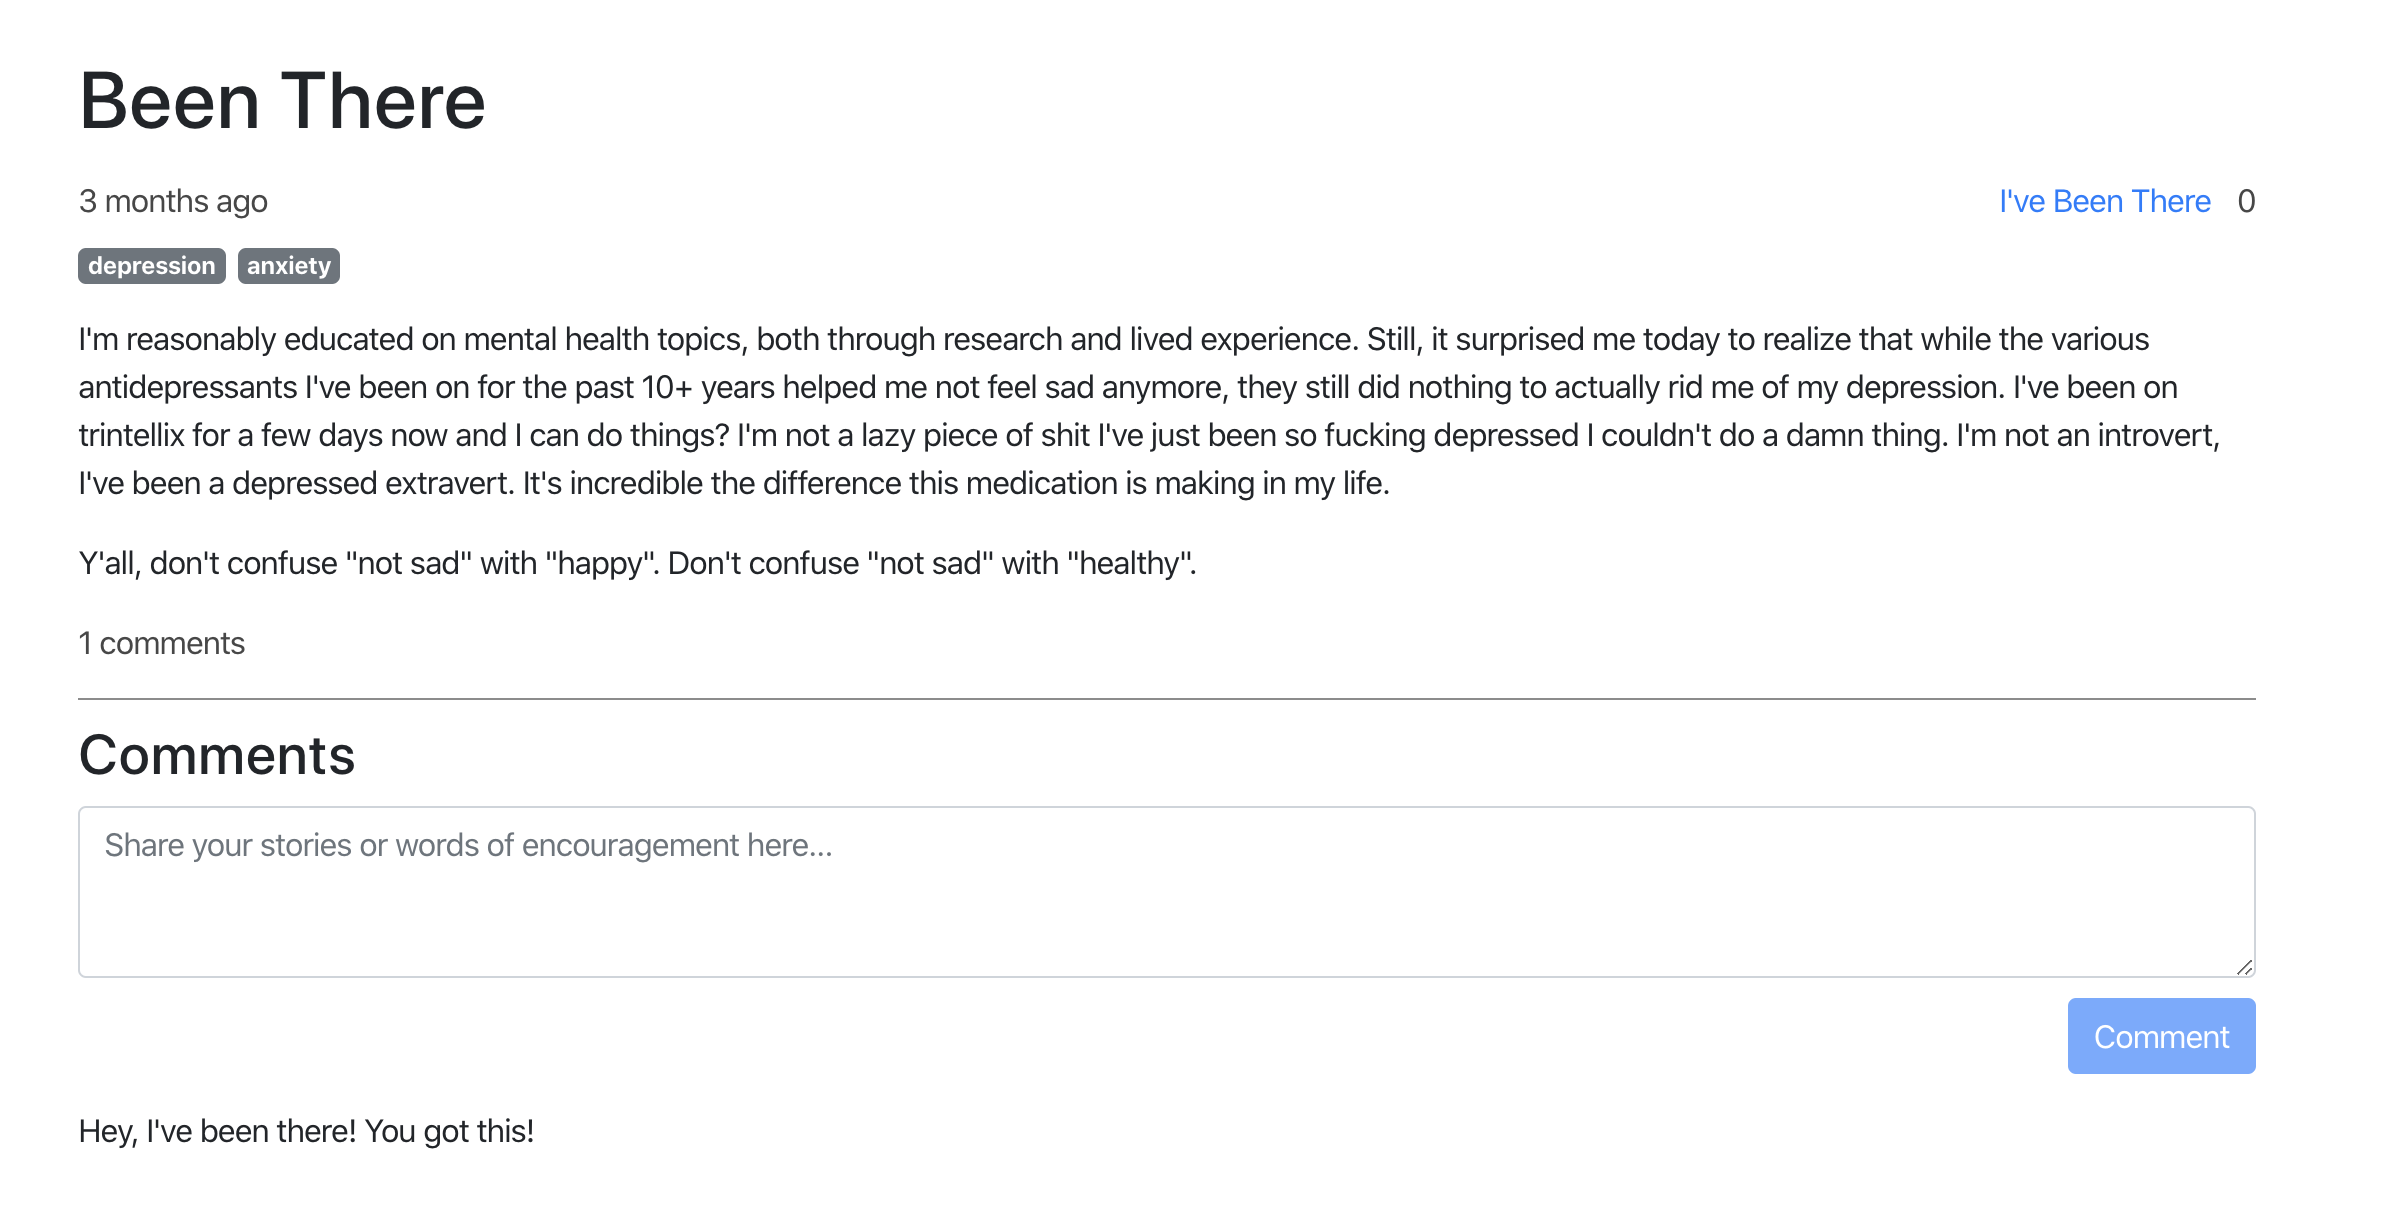 Been There
3 months ago
I've Been There 0
depression anxiety
I'm reasonably educated on mental health topics, both through research and lived experience. Still, it surprised me today to realize that while the various
antidepressants I've been on for the past 10+ years helped me not feel sad anymore, they still did nothing to actually rid me of my depression. I've been on
trintellix for a few days now and I can do things? I'm not a lazy piece of shit I've just been so fucking depressed I couldn't do a damn thing. I'm not an introvert,
I've been a depressed extravert. It's incredible the difference this medication is making in my life.
Y'all, don't confuse "not sad" with "happy". Don't confuse "not sad" with "healthy".
1 comments
Comments
Share your stories or words of encouragement here...
Comment
Hey, I've been there! You got this!